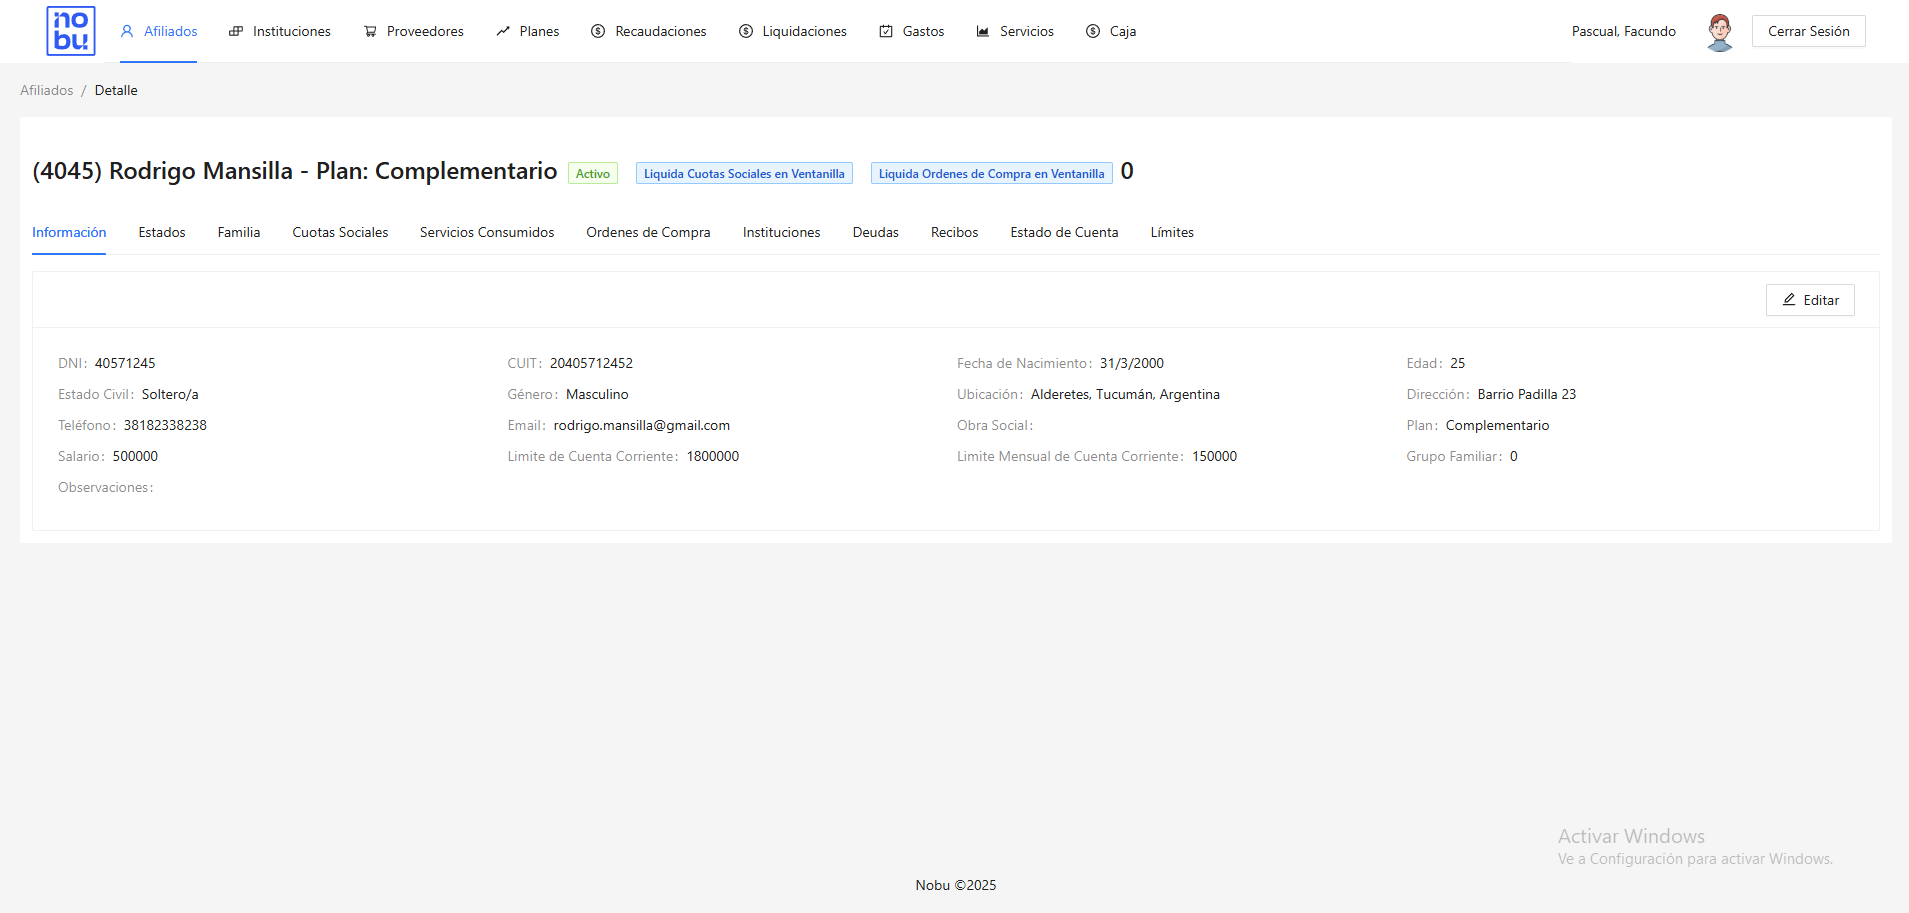 nobu Afiliados Instituciones Proveedores Planes Recaudaciones Liquidaciones Gastos Servicios Caja Pascual, Facundo Cerrar Sesión
Afiliados / Detalle
(4045) Rodrigo Mansilla - Plan: Complementario Activo Liquida Cuotas Sociales en Ventanilla Liquida Ordenes de Compra en Ventanilla 0
Información Estados Familia Cuotas Sociales Servicios Consumidos Ordenes de Compra Instituciones Deudas Recibos Estado de Cuenta Límites
Editar
DNI: 40571245 CUIT: 20405712452 Fecha de Nacimiento: 31/3/2000 Edad: 25
Estado Civil: Soltero/a Género: Masculino Ubicación: Alderetes, Tucumán, Argentina Dirección: Barrio Padilla 23
Teléfono: 38182338238 Email: rodrigo.mansilla@gmail.com Obra Social: Plan: Complementario
Salario: 500000 Limite de Cuenta Corriente: 1800000 Limite Mensual de Cuenta Corriente: 150000 Grupo Familiar: 0
Observaciones:
Activar Windows
Ve a Configuración para activar Windows.
Nobu ©2025